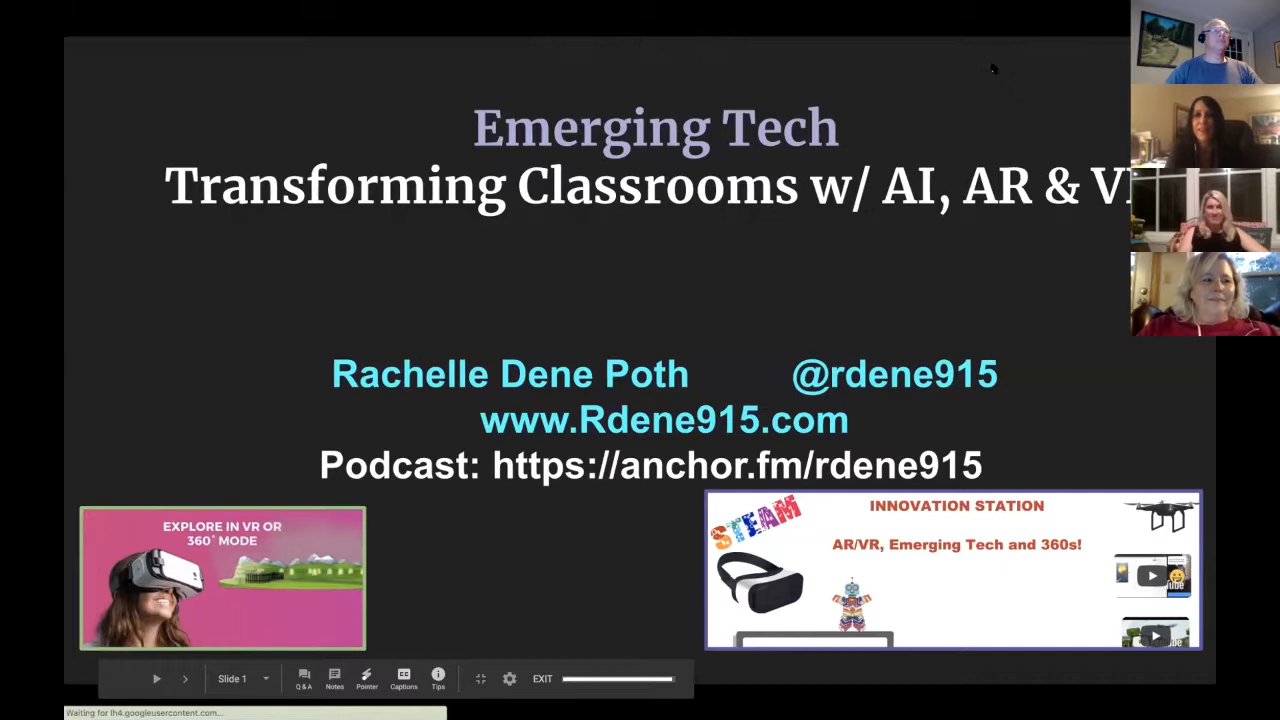 Emerging Tech
Transforming Classrooms w/ AI, AR & V
Rachelle Dene Poth @rdene915
www.Rdene915.com
Podcast: https://anchor.fm/rdene915
EXPLORE IN VR OR
360° MODE
STEAM
INNOVATION STATION
AR/VR, Emerging Tech and 360s!
Slide 1
Q & A
Notes
Pointer
CC
Captions
Tips
EXIT
Waiting for lh4.googleusercontent.com...